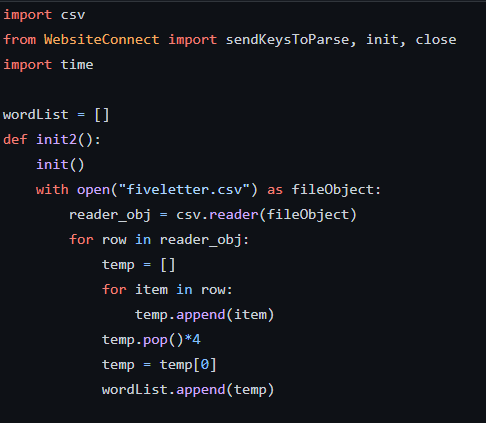 import csv
from WebsiteConnect import sendKeysToParse, init, close
import time

wordList = []
def init2():
    init()
    with open("fiveletter.csv") as fileObject:
        reader_obj = csv.reader(fileObject)
        for row in reader_obj:
            temp = []
            for item in row:
                temp.append(item)
            temp.pop()*4
            temp = temp[0]
            wordList.append(temp)